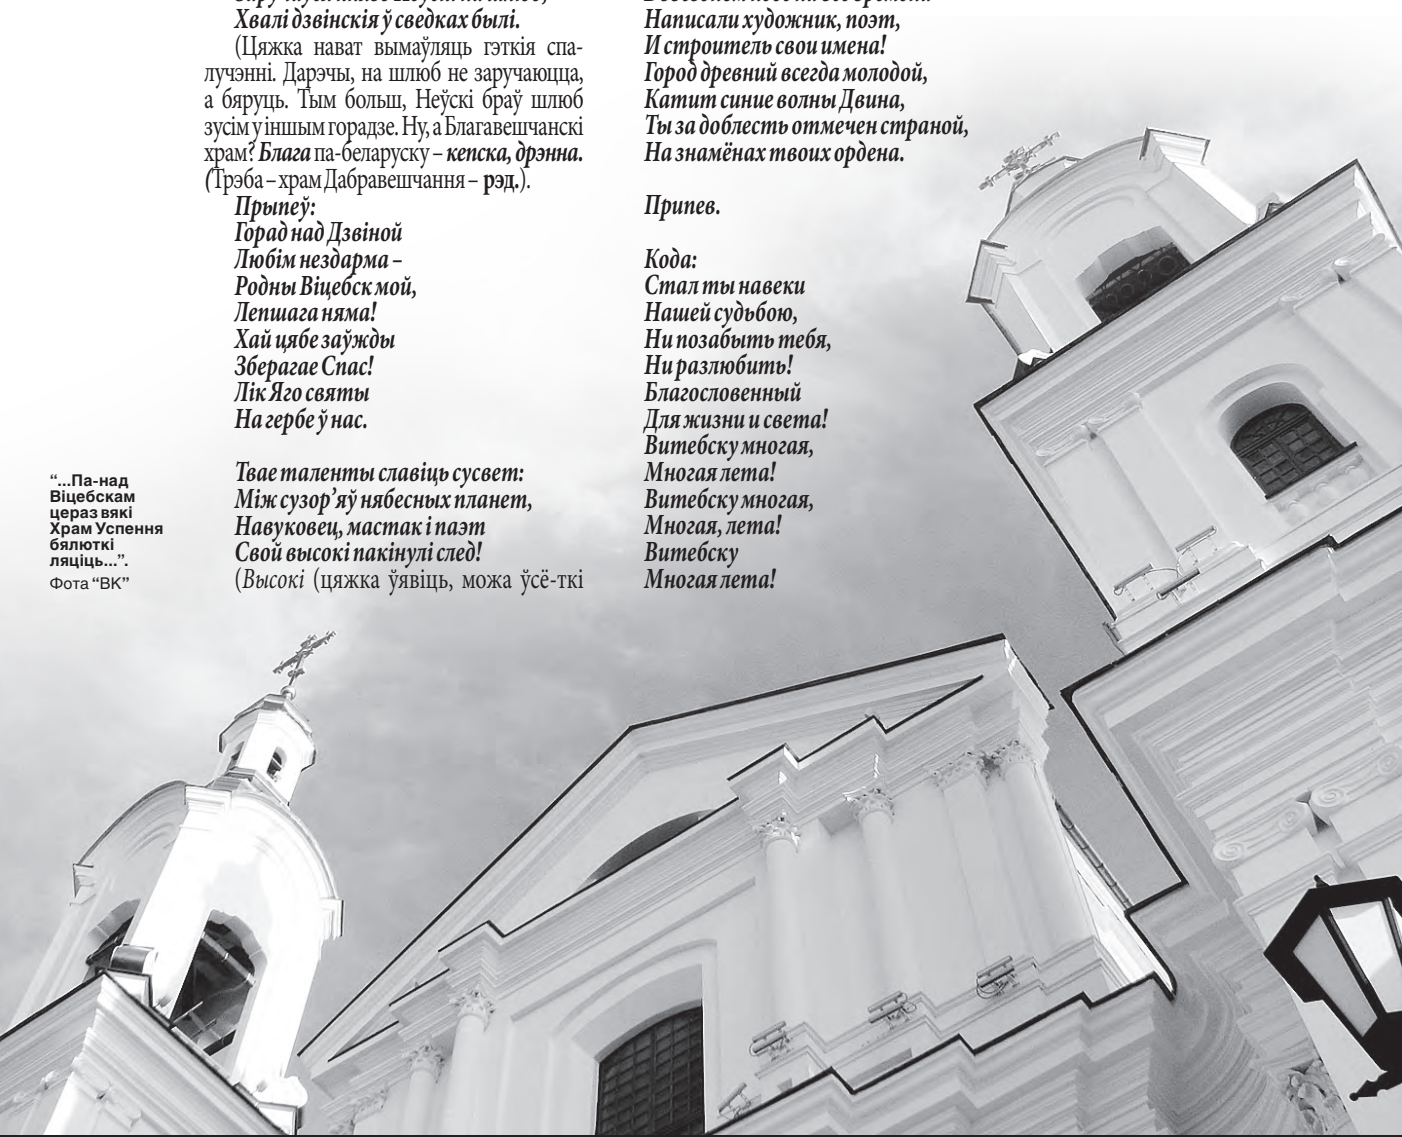 Хвалі дзвінскія ў сведках былі.
(Цяжка нават вымаўляць гэткія спа-
лучэнні. Дарэчы, на шлюб не заручаюцца,
а бяруць. Тым больш, Неўскі браў шлюб
зусім у іншым горадзе. Ну, а Благавешчанскі
храм? Блага па-беларуску – кепска, дрэнна.
(Трэба – храм Дабравешчання – рэд.).
Прыпеў:
Горад над Дзвіной
Любім нездарма –
Родны Віцебск мой,
Лепшага няма!
Хай цябе заўжды
Зберагае Спас!
Лік Яго святы
На гербе ў нас.
Твае таленты славіць сусвет:
Між сузор’яў нябесных планет,
Навуковец, мастак і паэт
Свой высокі пакінулі след!
(Высокі (цяжка ўявіць, можа ўсё-ткі
Написали художник, поэт,
И строитель свои имена!
Город древний всегда молодой,
Катит синие волны Двина,
Ты за доблесть отмечен страной,
На знамёнах твоих ордена.
Припев.
Кода:
Стал ты навеки
Нашей судьбою,
Ни позабыть тебя,
Ни разлюбить!
Благословенный
Для жизни и света!
Витебску многая,
Многая лета!
Витебску многая,
Многая, лета!
Витебску
Многая лета!
“...Па-над
Віцебскам
цераз вякі
Храм Успення
бялюткі
ляціць...”.
Фота “ВК”